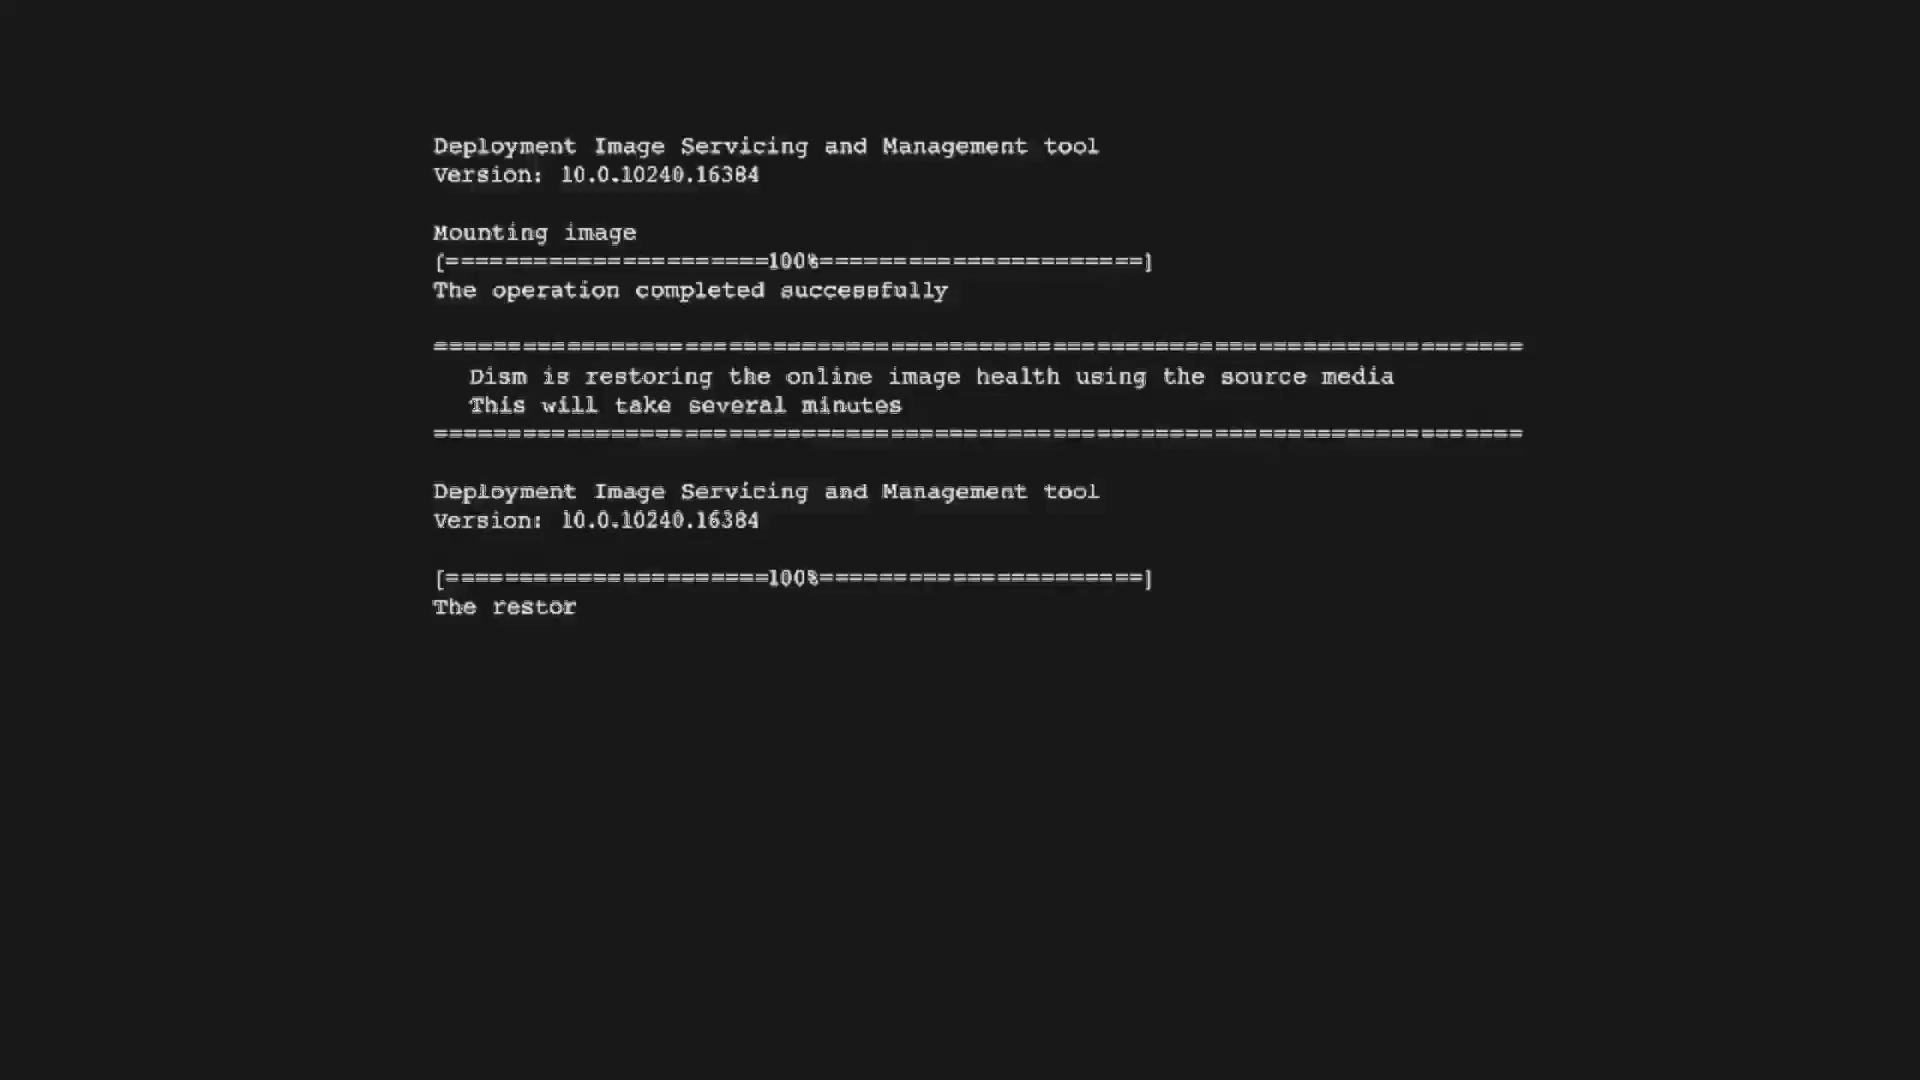 Deployment Image Servicing and Management tool
Version: 10.0.10240.16384
Mounting image
[======================100%======================]
The operation completed successfully
==========================================================================
Dism is restoring the online image health using the source media
This will take several minutes
==========================================================================
Deployment Image Servicing and Management tool
Version: 10.0.10240.16384
[======================100%======================]
The restor